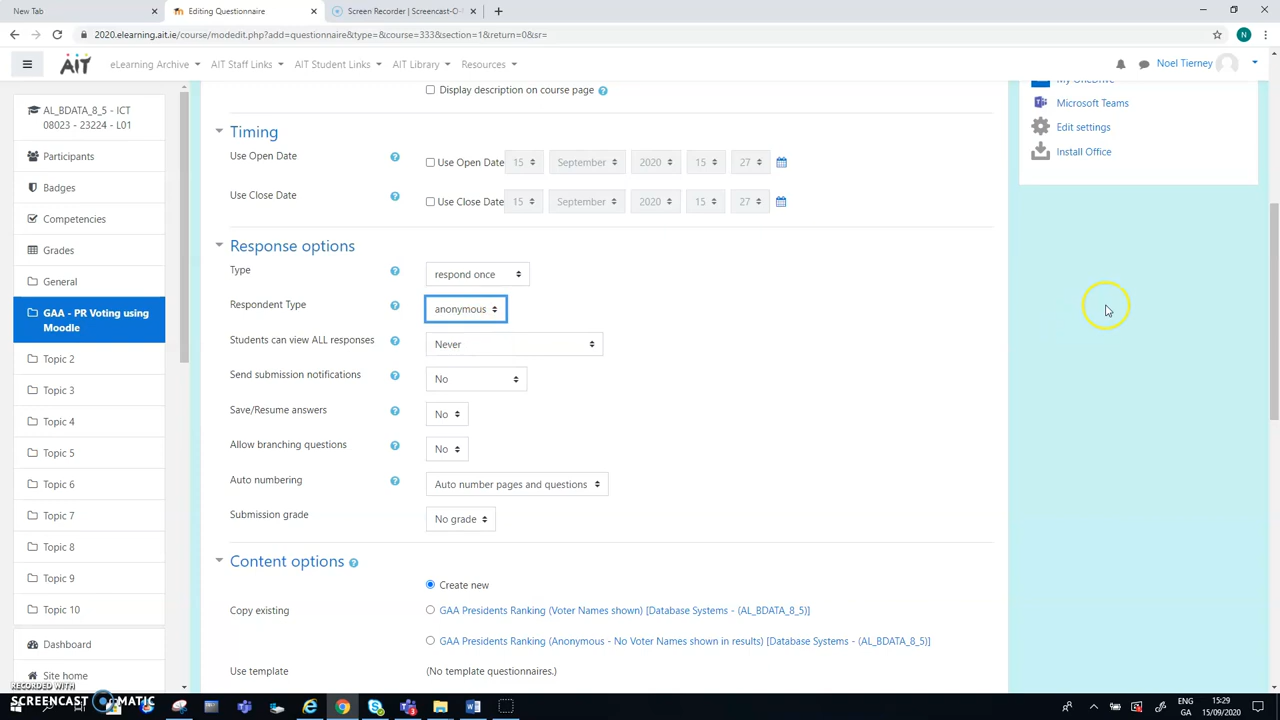 New Tab
Editing Questionnaire
Screen Recorder | Screencast-O-
2020.elearning.ait.ie/course/modedit.php?add=questionnaire&type=&course=333&section=1&return=0&sr=
N
AIT
eLearning Archive
AIT Staff Links
AIT Student Links
AIT Library
Resources
Noel Tierney
AL_BDATA_8_5 - ICT
08023 - 23224 - L01
Participants
Badges
Competencies
Grades
General
GAA - PR Voting using
Moodle
Topic 2
Topic 3
Topic 4
Topic 5
Topic 6
Topic 7
Topic 8
Topic 9
Topic 10
Dashboard
Site home
Display description on course page
Timing
Use Open Date
Use Open Date 15 September 2020 15 27
Use Close Date
Use Close Date 15 September 2020 15 27
Response options
Type
respond once
Respondent Type
anonymous
Students can view ALL responses
Never
Send submission notifications
No
Save/Resume answers
No
Allow branching questions
No
Auto numbering
Auto number pages and questions
Submission grade
No grade
Content options
Create new
Copy existing
GAA Presidents Ranking (Voter Names shown) [Database Systems - (AL_BDATA_8_5)]
GAA Presidents Ranking (Anonymous - No Voter Names shown in results) [Database Systems - (AL_BDATA_8_5)]
Use template
(No template questionnaires.)
My OneDrive
Microsoft Teams
Edit settings
Install Office
RECORDED WITH
SCREENCAST MATIC
ENG
GA
15:29
15/09/2020